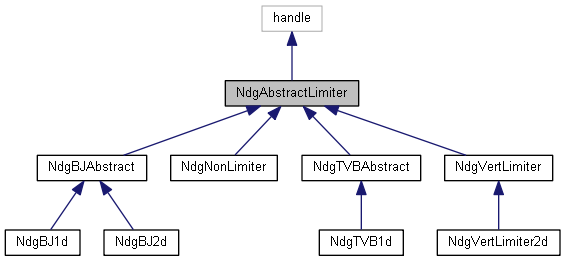 handle
NdgAbstractLimiter
NdgBJAbstract
NdgNonLimiter
NdgTVBAbstract
NdgVertLimiter
NdgBJ1d
NdgBJ2d
NdgTVB1d
NdgVertLimiter2d